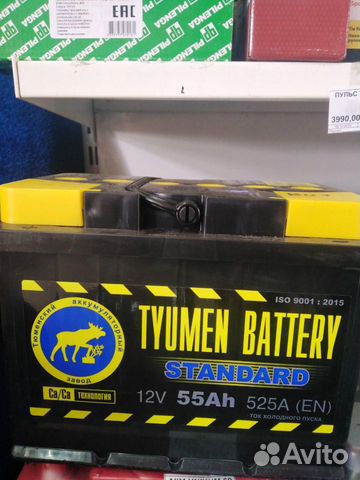 PILENGA
EAC
ПУЛЬС
3990,00
ISO 9001 : 2015
Тюменский аккумуляторный завод
TYUMEN BATTERY
STANDARD
Ca/Ca ТЕХНОЛОГИЯ
12V 55Ah 525A (EN)
ТОК ХОЛОДНОГО ПУСКА
Avito